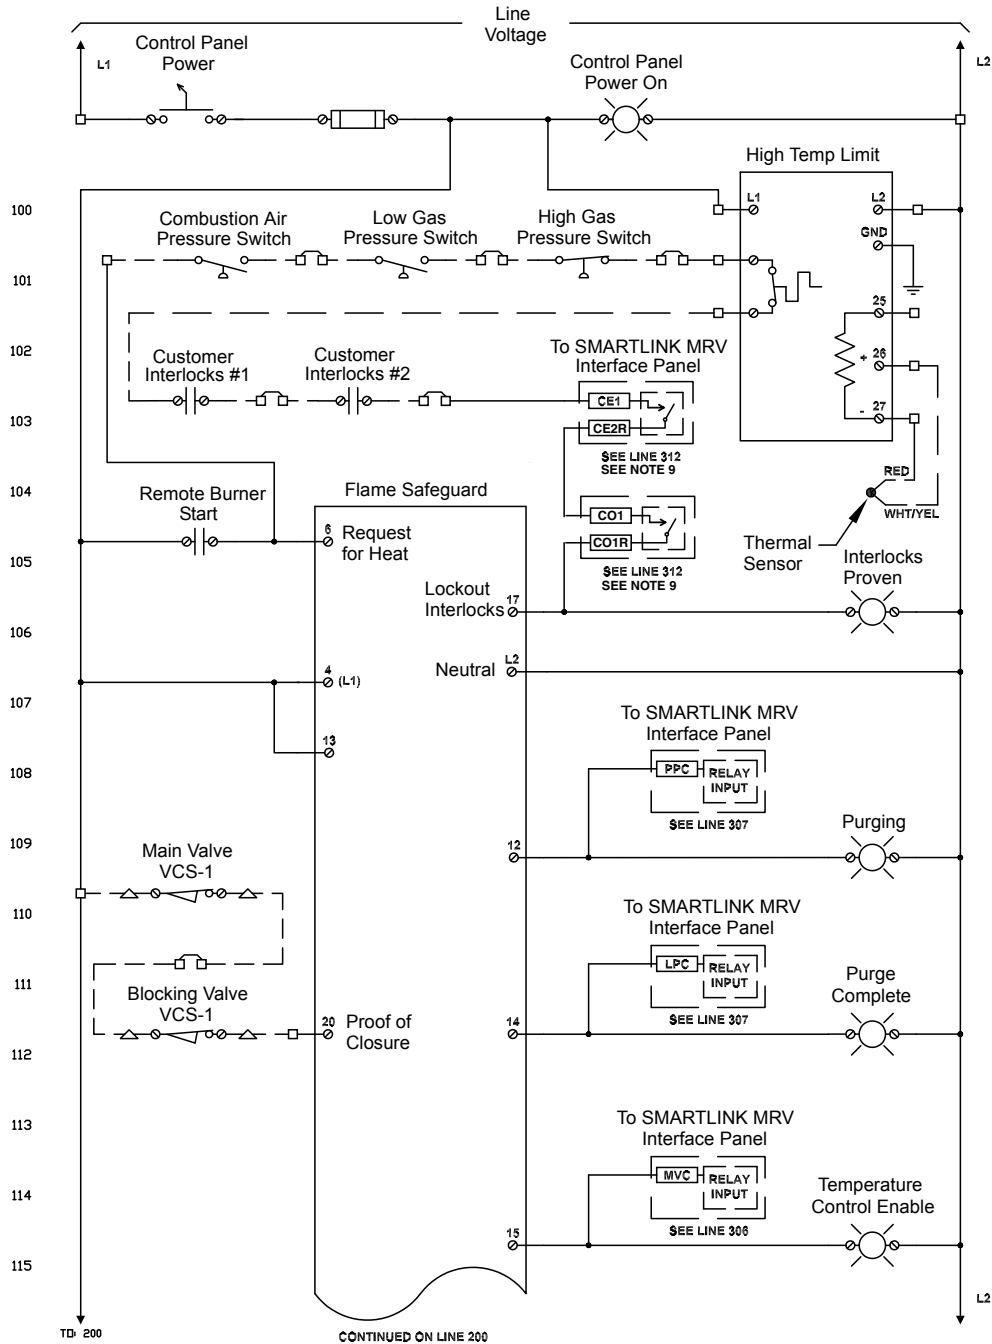 Line
Voltage
L1
L2
Control Panel
Power
Control Panel
Power On
High Temp Limit
100
L1
L2
Combustion Air
Pressure Switch
Low Gas
Pressure Switch
High Gas
Pressure Switch
GND
101
25
102
Customer
Interlocks #1
Customer
Interlocks #2
To SMARTLINK MRV
Interface Panel
+
26
CE1
-
27
103
CE2R
SEE LINE 312
SEE NOTE 9
RED
104
Remote Burner
Start
Flame Safeguard
WHT/YEL
CO1
6
Request
for Heat
CO1R
Thermal
Sensor
Interlocks
Proven
105
SEE LINE 312
SEE NOTE 9
Lockout
Interlocks
17
106
Neutral
L2
4
(L1)
107
To SMARTLINK MRV
Interface Panel
13
108
PPC
RELAY
INPUT
SEE LINE 307
Purging
109
12
Main Valve
VCS-1
110
To SMARTLINK MRV
Interface Panel
LPC
RELAY
INPUT
111
Blocking Valve
VCS-1
Purge
Complete
SEE LINE 307
20
Proof of
Closure
14
112
113
To SMARTLINK MRV
Interface Panel
MVC
RELAY
INPUT
114
Temperature
Control Enable
SEE LINE 306
15
115
L2
TO: 200
CONTINUED ON LINE 200